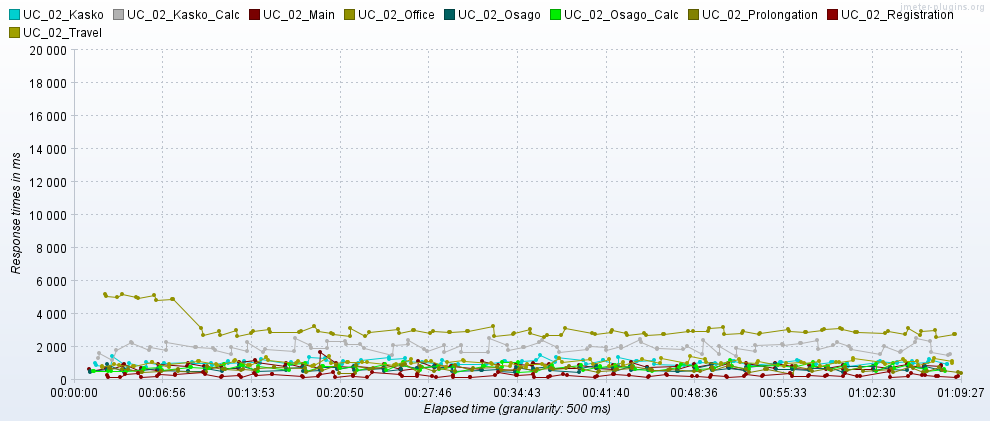 UC_02_Kasko UC_02_Kasko_Calc UC_02_Main UC_02_Office UC_02_Osago UC_02_Osago_Calc UC_02_Prolongation UC_02_Registration
jmeter-plugins.org
UC_02_Travel
20 000
18 000
16 000
14 000
12 000
10 000
8 000
6 000
4 000
2 000
0
Response times in ms
00:00:00 00:06:56 00:13:53 00:20:50 00:27:46 00:34:43 00:41:40 00:48:36 00:55:33 01:02:30 01:09:27
Elapsed time (granularity: 500 ms)